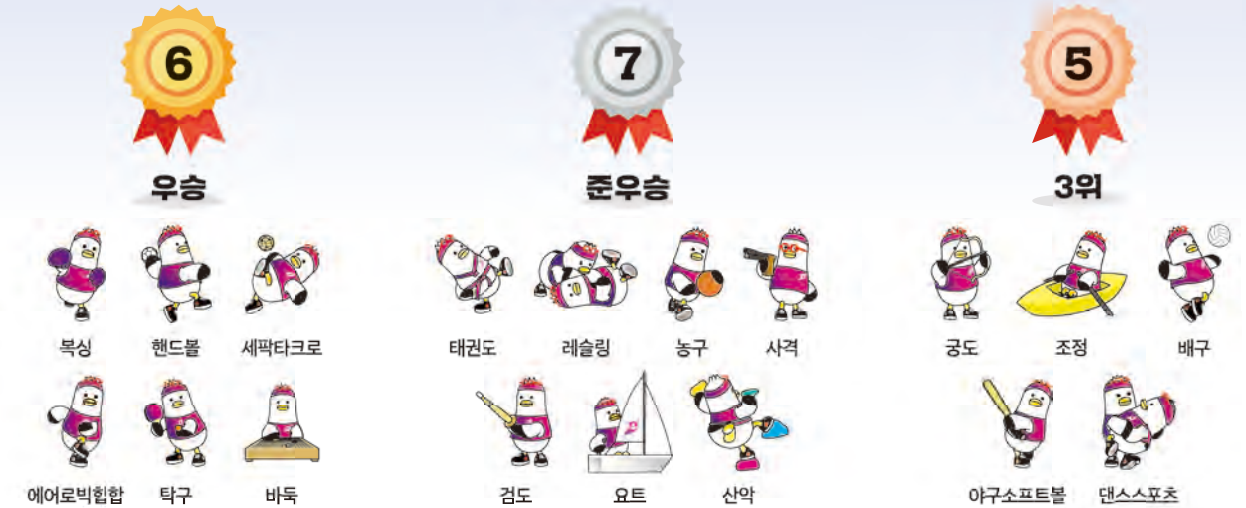 6
우승
복싱 핸드볼 세팍타크로
에어로빅힙합 탁구 바둑
7
준우승
태권도 레슬링 농구 사격
검도 요트 산악
5
3위
궁도 조정 배구
야구소프트볼 댄스스포츠